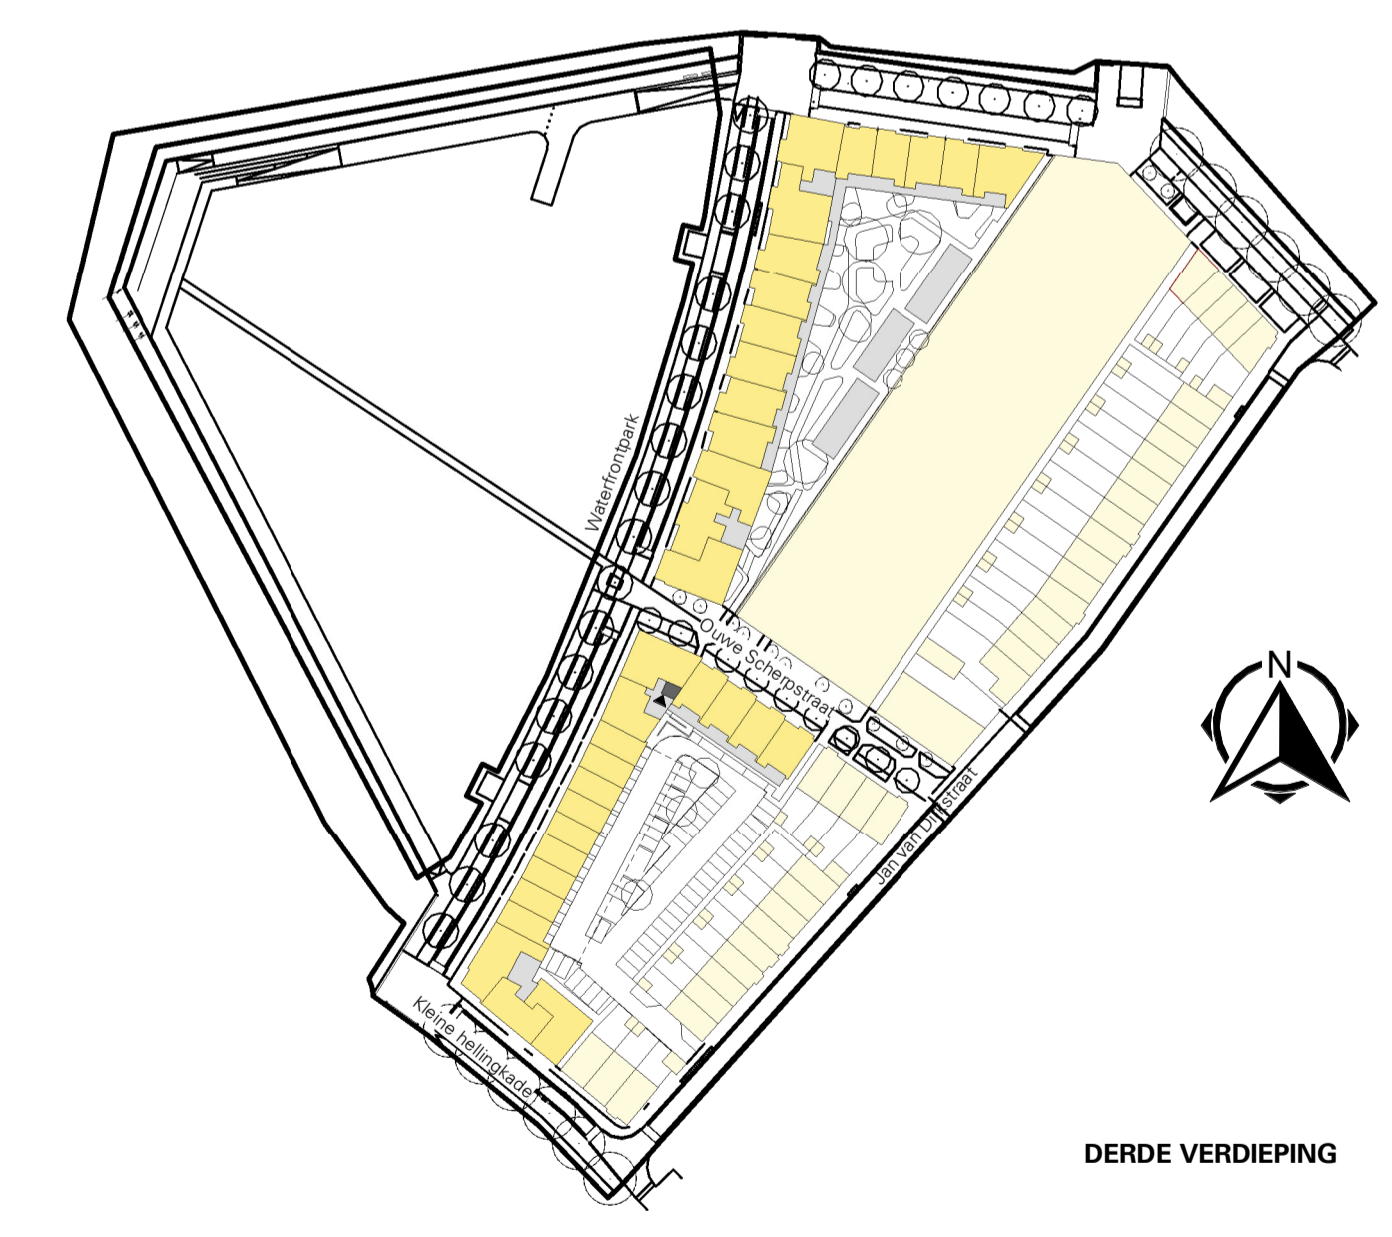 Waterfrontpark
Ouwe Scherpstraat
N
Jan van Dijkstraat
Kleine hellingkade
DERDE VERDIEPING